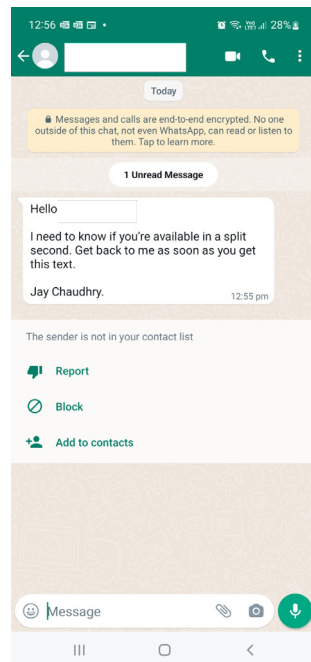 12:56
28%
Today
Messages and calls are end-to-end encrypted. No one
outside of this chat, not even WhatsApp, can read or listen to
them. Tap to learn more.
1 Unread Message
Hello
I need to know if you're available in a split
second. Get back to me as soon as you get
this text.
Jay Chaudhry.
12:55 pm
The sender is not in your contact list
Report
Block
Add to contacts
Message